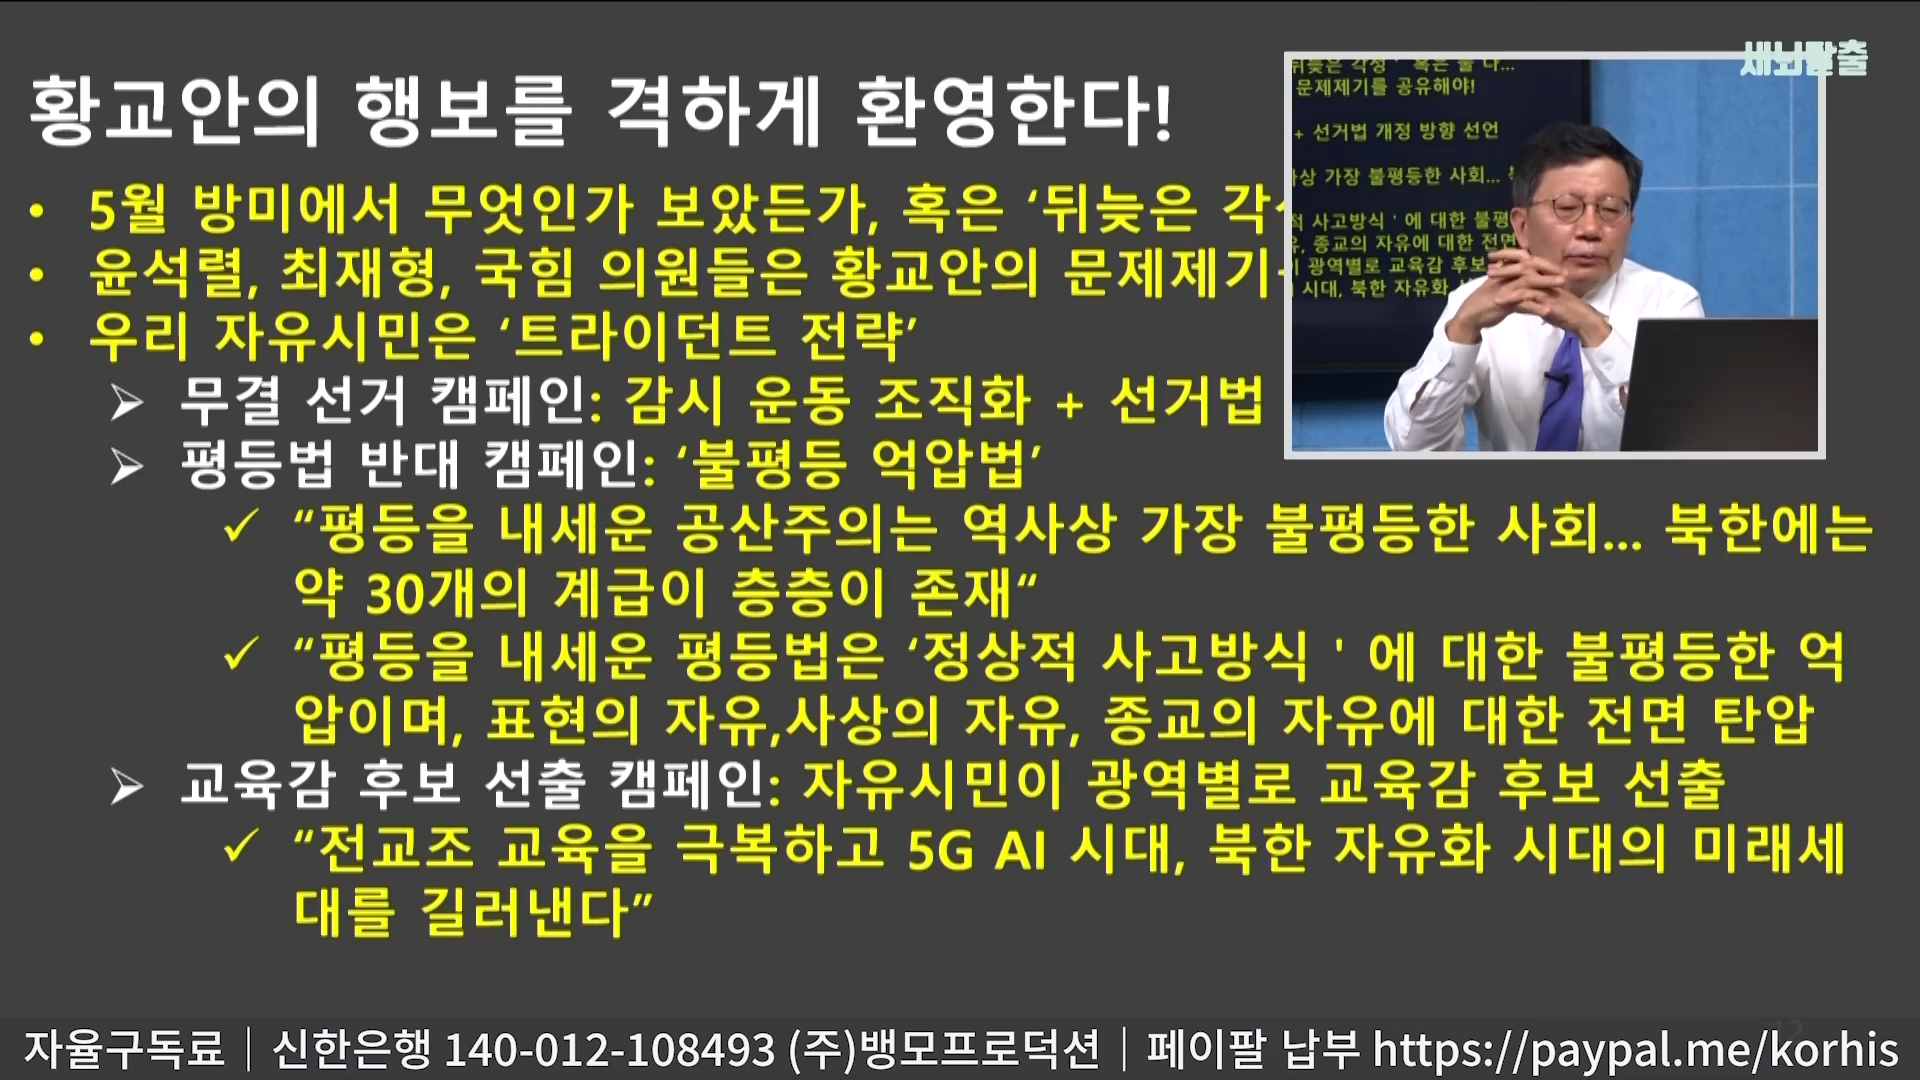 황교안의 행보를 격하게 환영한다!
세뇌탈출
• 5월 방미에서 무엇인가 보았든가, 혹은 ‘뒤늦은
• 윤석렬, 최재형, 국힘 의원들은 황교안의 문제제기
• 우리 자유시민은 ‘트라이던트 전략’
➢ 무결 선거 캠페인: 감시 운동 조직화 + 선거법
➢ 평등법 반대 캠페인: ‘불평등 억압법’
✓ “평등을 내세운 공산주의는 역사상 가장 불평등한 사회... 북한에는
약 30개의 계급이 층층이 존재“
✓ “평등을 내세운 평등법은 ‘정상적 사고방식 ' 에 대한 불평등한 억
압이며, 표현의 자유,사상의 자유, 종교의 자유에 대한 전면 탄압
➢ 교육감 후보 선출 캠페인: 자유시민이 광역별로 교육감 후보 선출
✓ “전교조 교육을 극복하고 5G AI 시대, 북한 자유화 시대의 미래세
대를 길러낸다”
문제제기를 공유해야!
+ 선거법 개정 방향 선언
가장 불평등한 사회...
사고방식 ' 에 대한
종교의 자유에 대한 전면
광역별로 교육감 후보
시대, 북한 자유화
자율구독료│신한은행 140-012-108493 (주)뱅모프로덕션│페이팔 납부 https://paypal.me/korhis